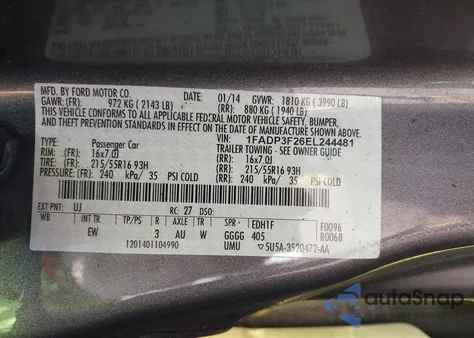 MFD. BY FORD MOTOR CO. 01/14 GVWR: 1810 KG ( 3990 LB)
GAWR: (FR) 972 KG ( 2143 LB) (RR) 880 KG ( 1940 LB)
THIS VEHICLE CONFORMS TO ALL APPLICABLE FEDERAL MOTOR VEHICLE SAFETY, BUMPER,
AND THEFT PREVENTION STANDARDS IN EFFECT ON THE DATE OF MANUFACTURE SHOWN ABOVE.
VIN: 1FADP3F26EL244481
TYPE: Passenger Car TRAILER TOWING - SEE OWNER GUIDE
RIM: (FR) 16x7.0J (RR) 16x7.0J
TIRE: (FR) 215/55R16 93H (RR) 215/55R16 93H
PRESSURE: (FR) 240 kPa/ 35 PSI COLD (RR) 240 kPa/ 35 PSI COLD
EXT PNT: UJ RC: 27 DSO:
WB INT TR TP/PS R AXLE TR SPR EDH1F F0096
EW 3 AU W GGGG 405 R0068
1201401104990 UMU 5U5A-3520472-AA
autoSnap